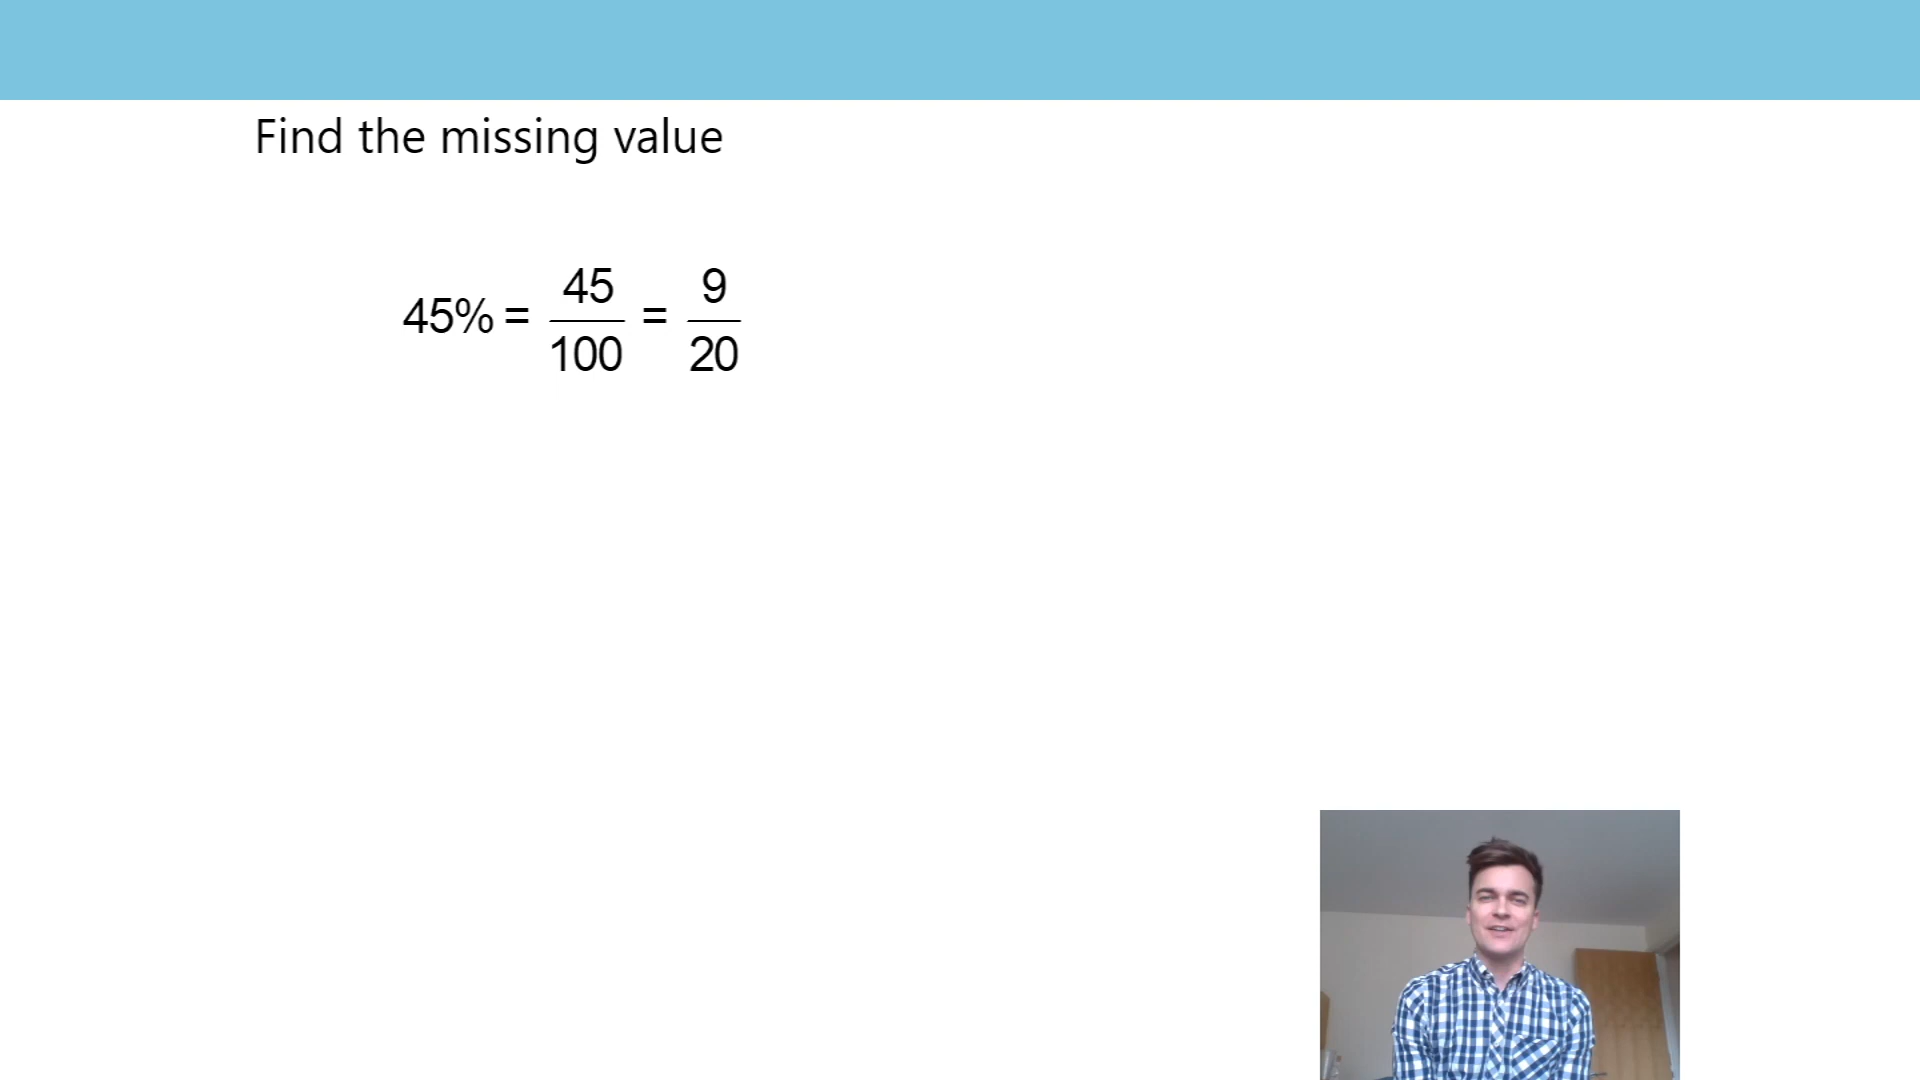 Find the missing value
45% = 45/100 = 9/20